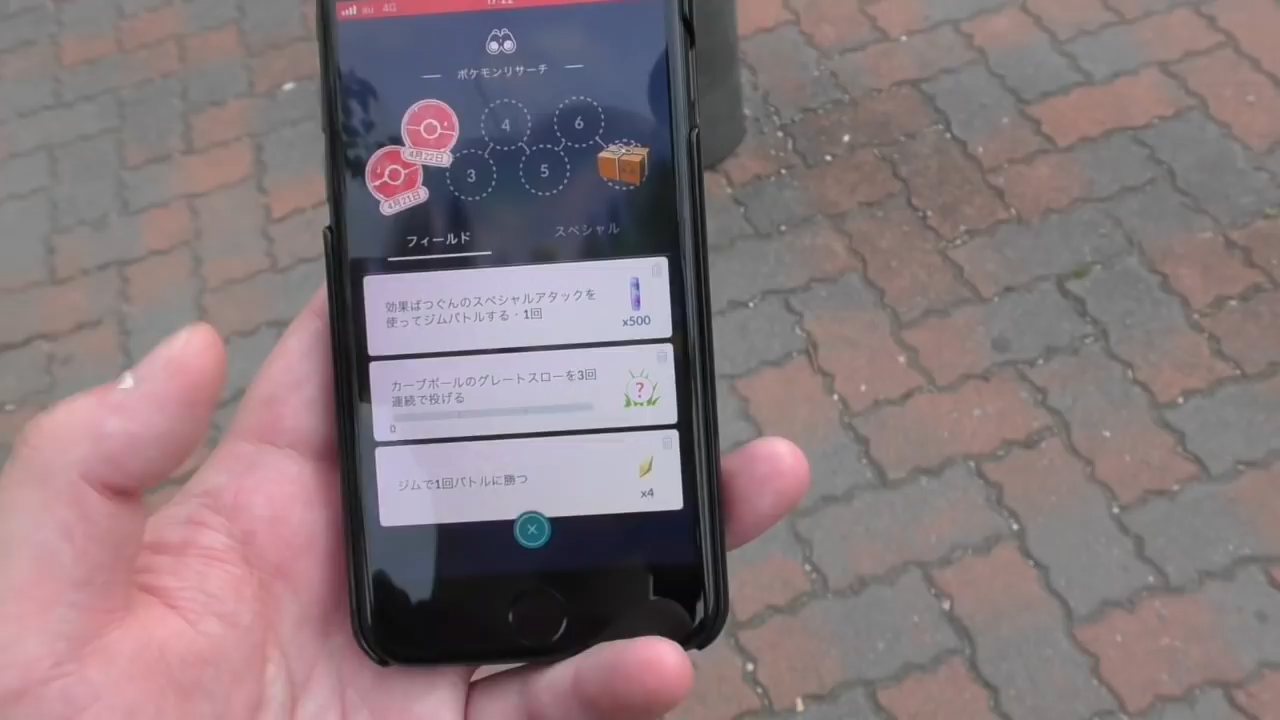 au 4G 17:22
ポケモンリサーチ
4月22日
4
6
4月21日
3
5
フィールド スペシャル
効果ばつぐんのスペシャルアタックを
使ってジムバトルする・1回
x500
カーブボールのグレートスローを3回
連続で投げる
?
0
ジムで1回バトルに勝つ
x4